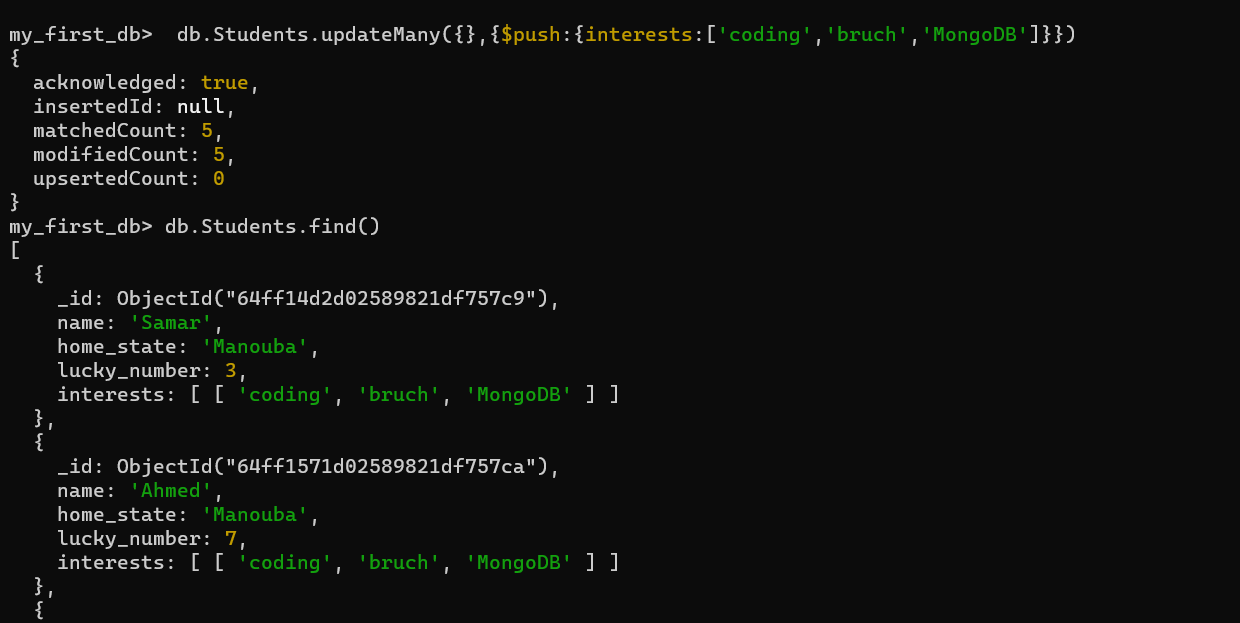 my_first_db>  db.Students.updateMany({},{$push:{interests:['coding','bruch','MongoDB']}})
{
  acknowledged: true,
  insertedId: null,
  matchedCount: 5,
  modifiedCount: 5,
  upsertedCount: 0
}
my_first_db> db.Students.find()
[
  {
    _id: ObjectId("64ff14d2d02589821df757c9"),
    name: 'Samar',
    home_state: 'Manouba',
    lucky_number: 3,
    interests: [ [ 'coding', 'bruch', 'MongoDB' ] ]
  },
  {
    _id: ObjectId("64ff1571d02589821df757ca"),
    name: 'Ahmed',
    home_state: 'Manouba',
    lucky_number: 7,
    interests: [ [ 'coding', 'bruch', 'MongoDB' ] ]
  },
  {